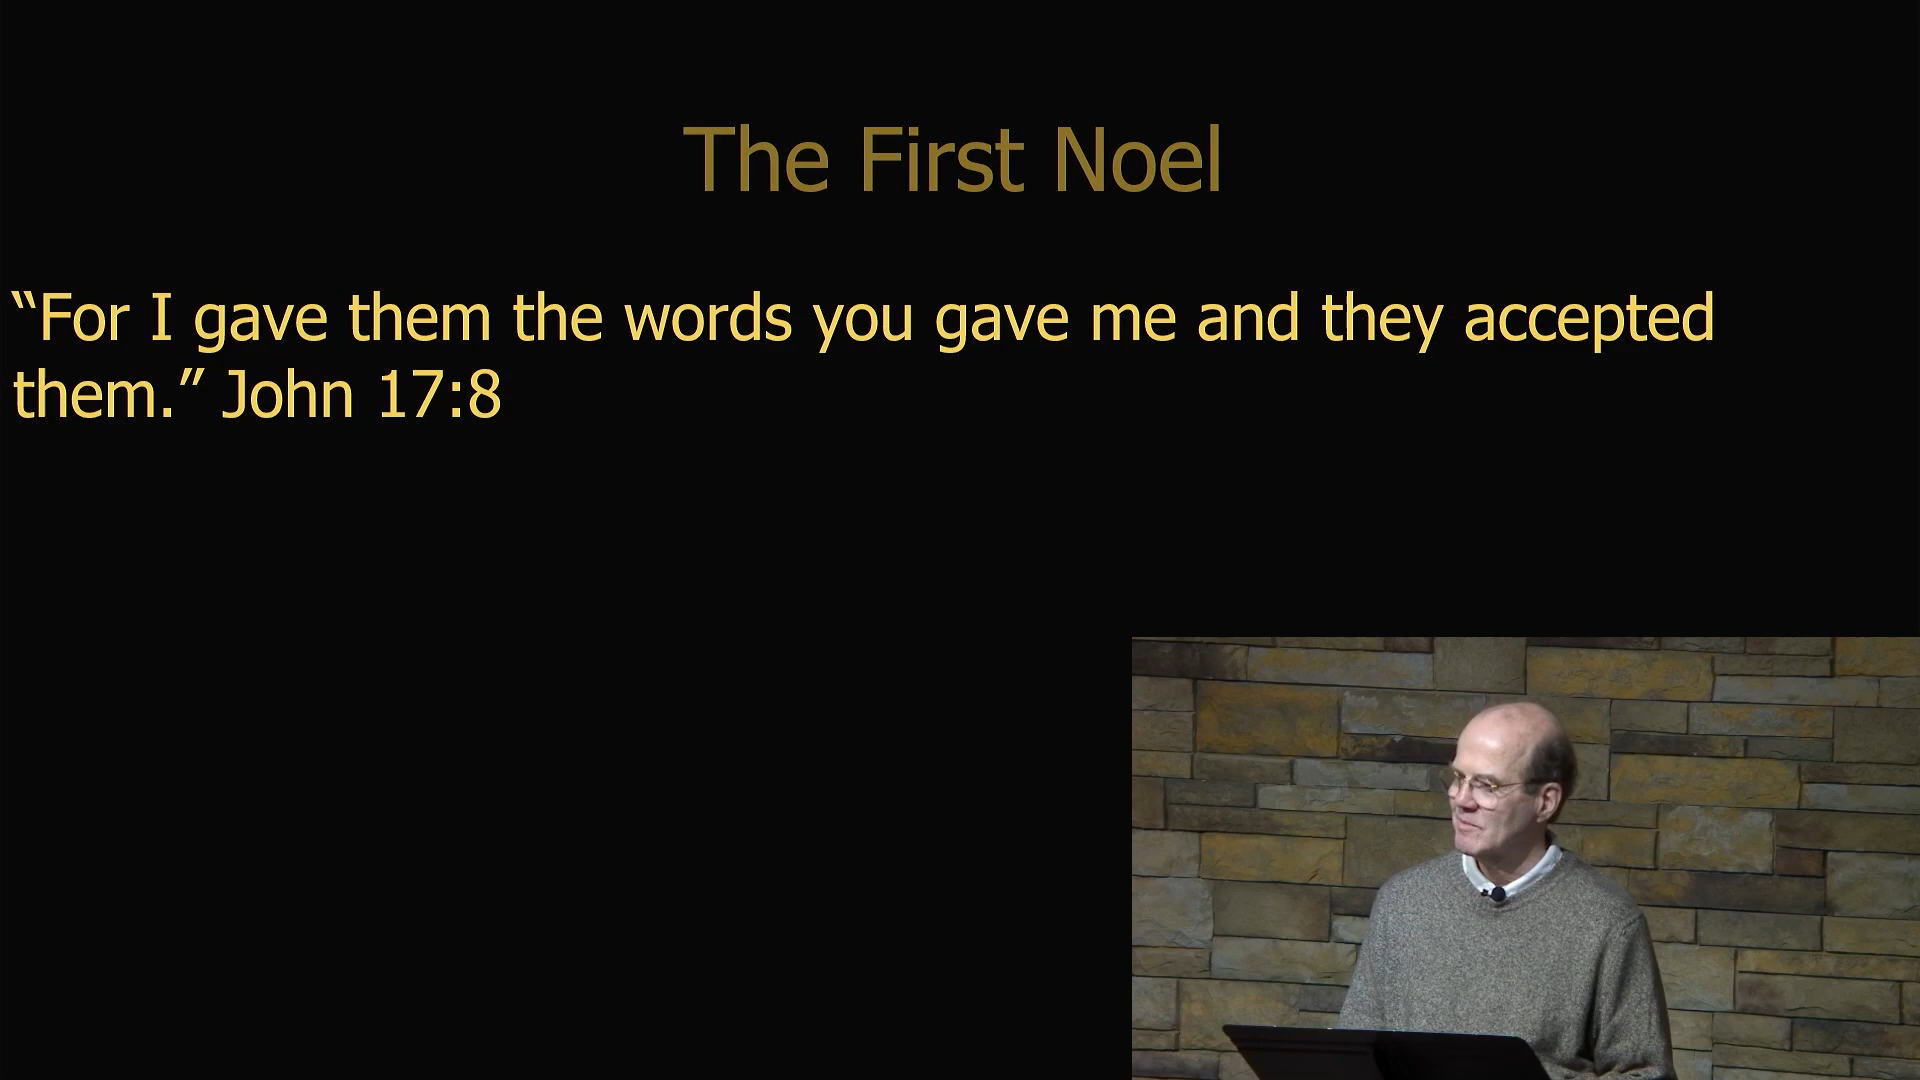 The First Noel
“For I gave them the words you gave me and they accepted
them.” John 17:8